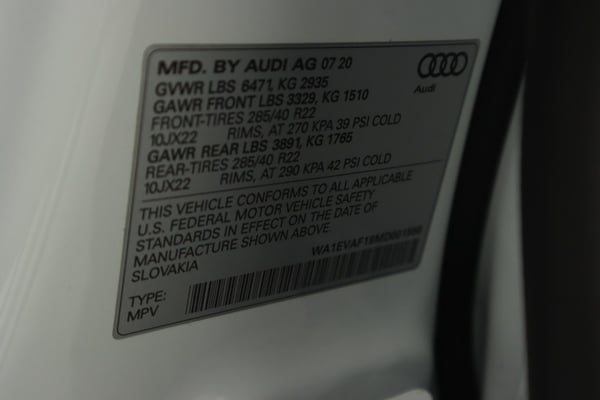 MFD. BY AUDI AG 07 20
Audi
GVWR LBS 6471, KG 2935
GAWR FRONT LBS 3329, KG 1510
FRONT-TIRES 285/40 R22
10JX22 RIMS, AT 270 KPA 39 PSI COLD
GAWR REAR LBS 3891, KG 1765
REAR-TIRES 285/40 R22
10JX22 RIMS, AT 290 KPA 42 PSI COLD
THIS VEHICLE CONFORMS TO ALL APPLICABLE
U.S. FEDERAL MOTOR VEHICLE SAFETY
STANDARDS IN EFFECT ON THE DATE OF
MANUFACTURE SHOWN ABOVE.
SLOVAKIA
TYPE:
MPV